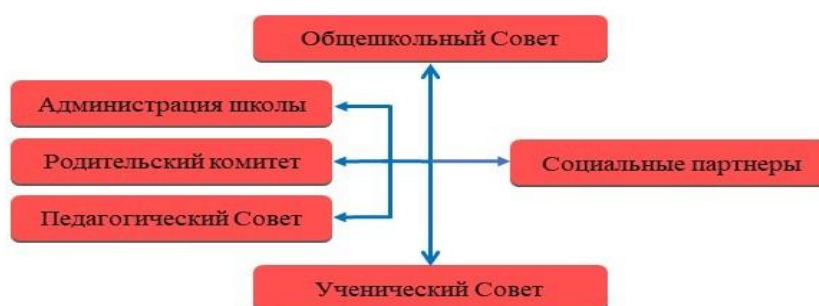 Общешкольный Совет
Администрация школы
Родительский комитет
Социальные партнеры
Педагогический Совет
Ученический Совет